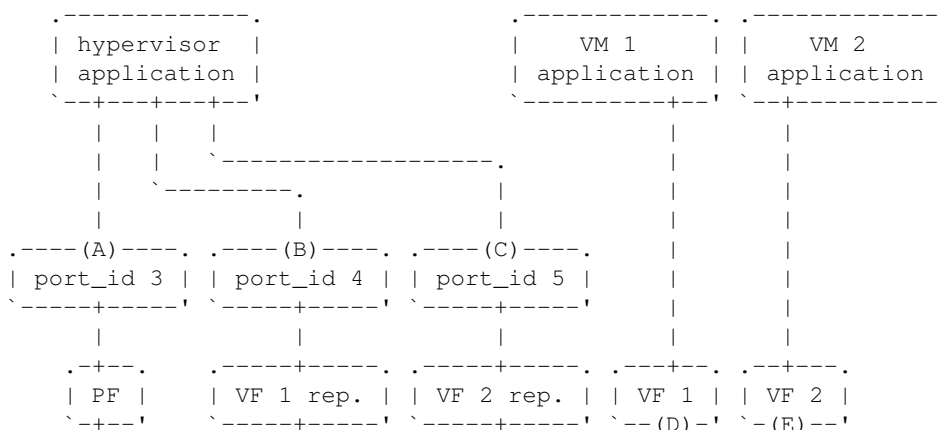 hypervisor VM 1 VM 2
application application application
(A) (B) (C)
port_id 3 port_id 4 port_id 5
PF VF 1 rep. VF 2 rep. VF 1 VF 2
(D) (E)